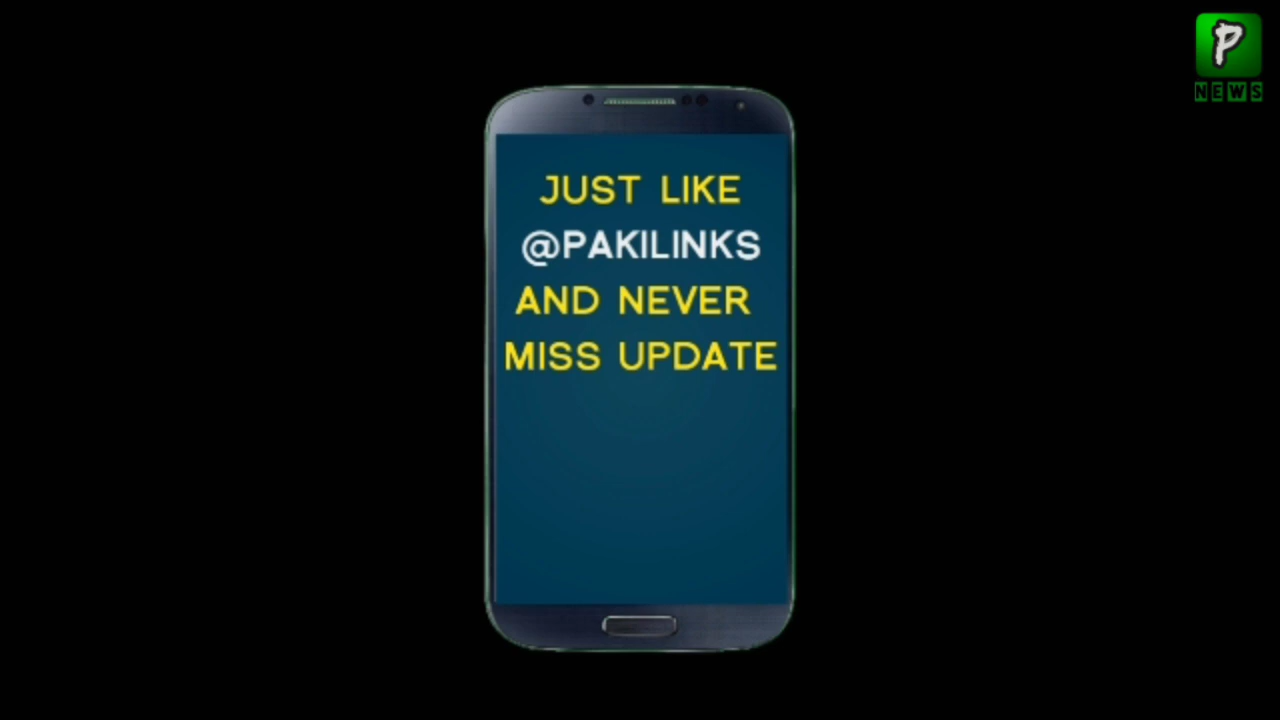 P
NEWS
JUST LIKE
@PAKILINKS
AND NEVER
MISS UPDATE